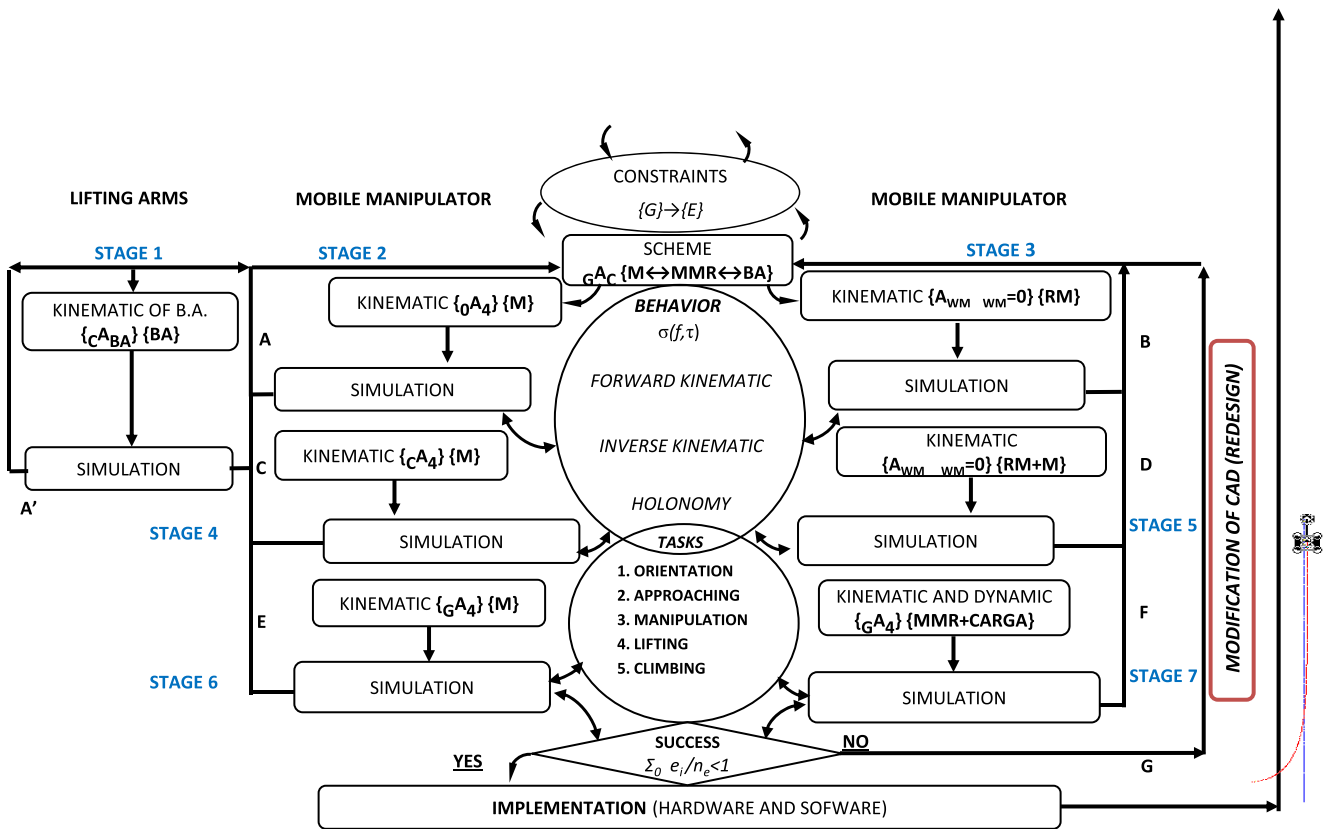 CONSTRAINTS
{G}→{E}
LIFTING ARMS
MOBILE MANIPULATOR
MOBILE MANIPULATOR
STAGE 1
STAGE 2
SCHEME
GAC {M↔MMR↔BA}
STAGE 3
KINEMATIC OF B.A.
{CABA} {BA}
KINEMATIC {0A4} {M}
BEHAVIOR
σ(f,τ)
KINEMATIC {AWM WM=0} {RM}
A
B
SIMULATION
FORWARD KINEMATIC
SIMULATION
SIMULATION
A'
C
KINEMATIC {CA4} {M}
INVERSE KINEMATIC
KINEMATIC
{AWM WM=0} {RM+M}
D
HOLONOMY
STAGE 4
SIMULATION
TASKS
SIMULATION
STAGE 5
1. ORIENTATION
2. APPROACHING
3. MANIPULATION
4. LIFTING
5. CLIMBING
E
KINEMATIC {GA4} {M}
KINEMATIC AND DYNAMIC
{GA4} {MMR+CARGA}
F
STAGE 6
SIMULATION
SIMULATION
STAGE 7
MODIFICATION OF CAD (REDESIGN)
SUCCESS
Σ0 ei/ne<1
YES
NO
G
IMPLEMENTATION (HARDWARE AND SOFWARE)